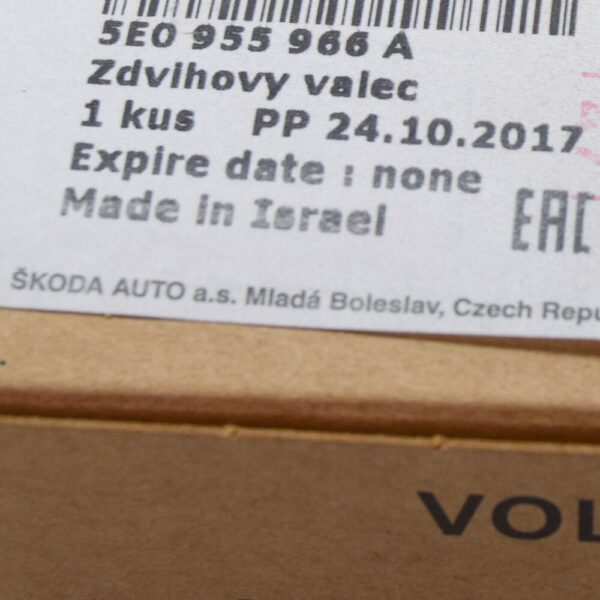 5E0 955 966 A
Zdvihovy valec
1 kus PP 24.10.2017
Expire date : none
Made in Israel
EAC
ŠKODA AUTO a.s. Mladá Boleslav, Czech Repu
VOL